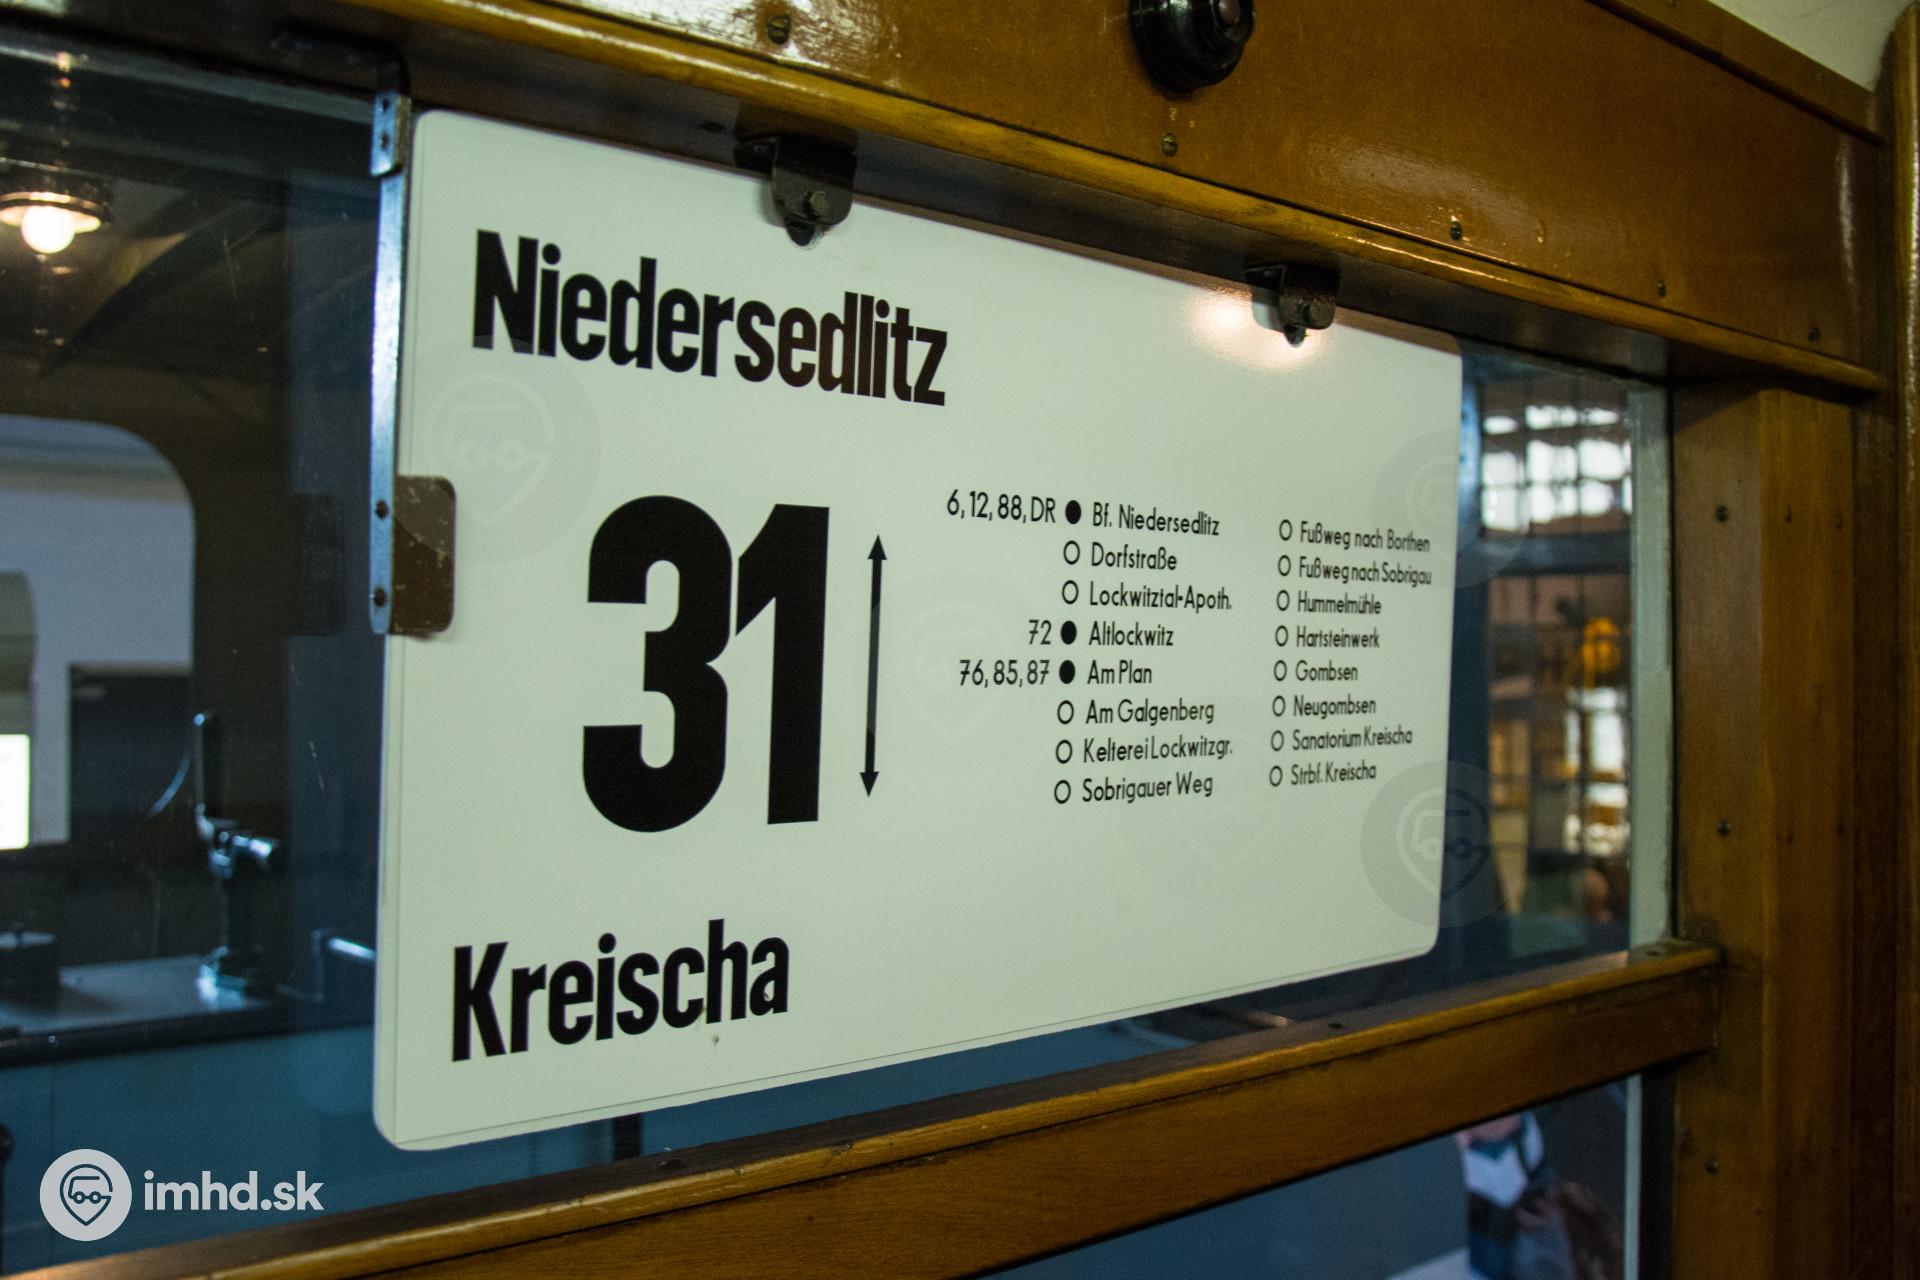 Niedersedlitz
31
6, 12, 88, DR ● Bf. Niedersedlitz
○ Dorfstraße
○ Lockwitztal-Apoth.
72 ● Altlockwitz
76, 85, 87 ● Am Plan
○ Am Galgenberg
○ Kelterei Lockwitzgr.
○ Sobrigauer Weg
○ Fußweg nach Borthen
○ Fußweg nach Sobrigau
○ Hummelmühle
○ Hartsteinwerk
○ Gombsen
○ Neugombsen
○ Sanatorium Kreischa
○ Strbf. Kreischa
Kreischa
imhd.sk